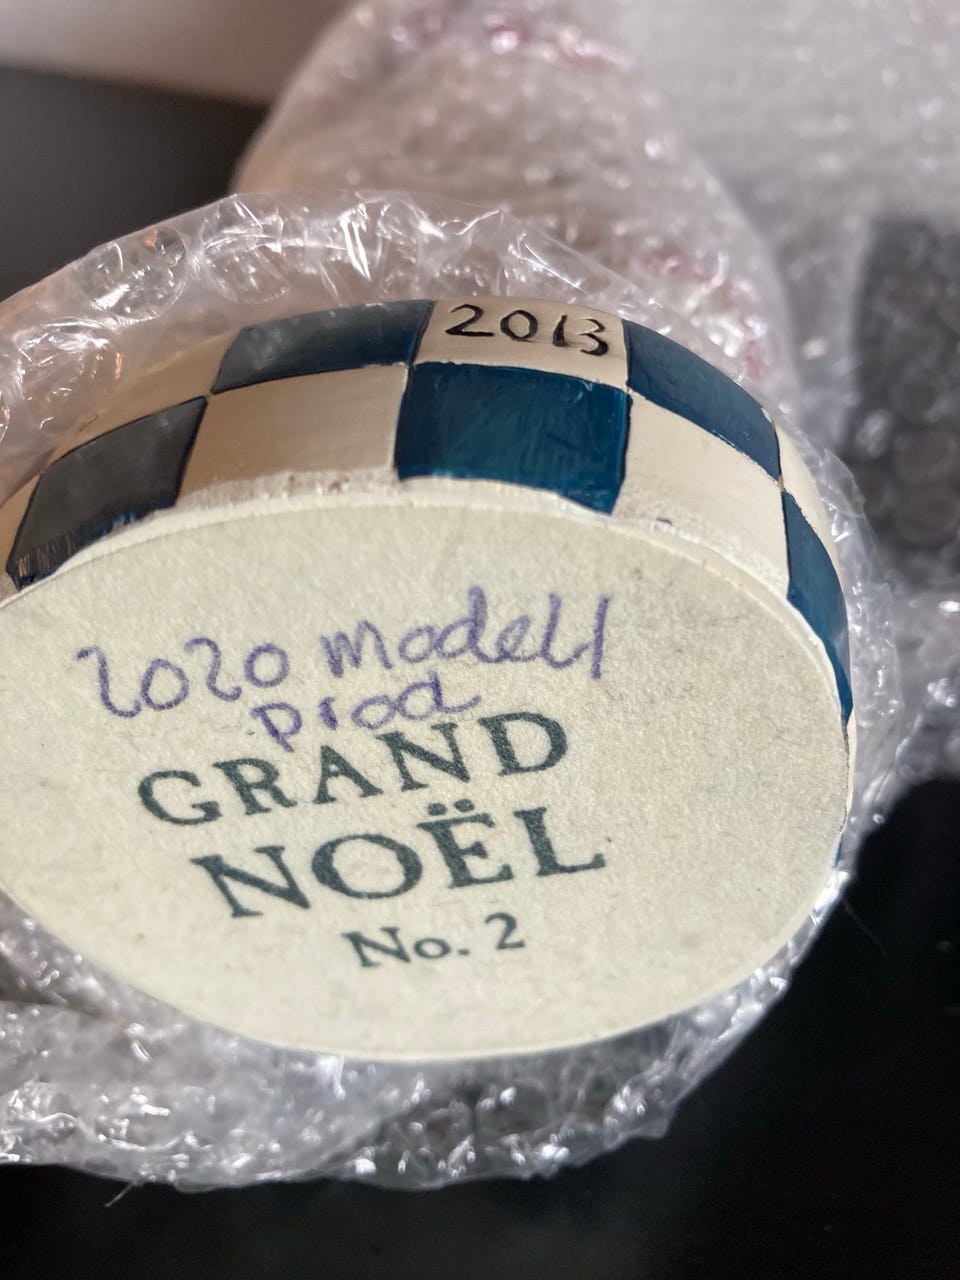 2013
2020 modell
prod
GRAND
NOËL
No. 2